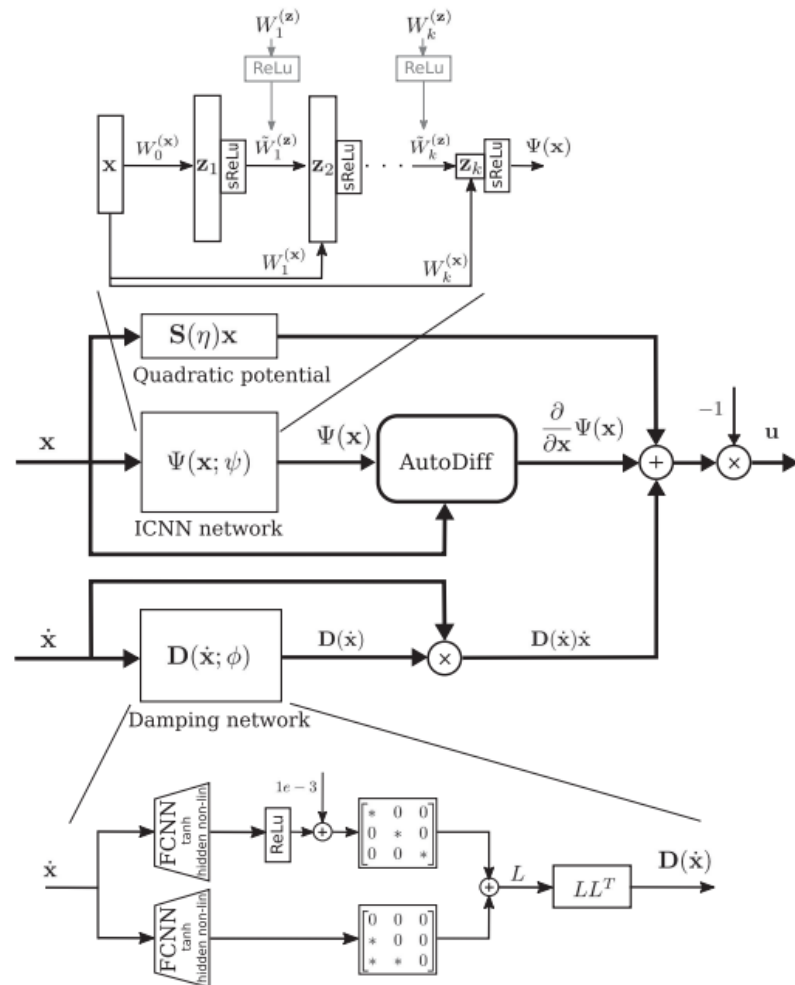 W_1^{(z)} W_k^{(z)}
ReLu ReLu
x W_0^{(x)} z_1 sReLu W̃_1^{(z)} z_2 sReLu · · · · · W̃_k^{(z)} z_k sReLu Ψ(x)
W_1^{(x)} W_k^{(x)}
S(η)x
Quadratic potential
x Ψ(x; ψ) Ψ(x) AutoDiff ∂/∂x Ψ(x) + −1 × u
ICNN network
ẋ D(ẋ; ϕ) D(ẋ) × D(ẋ)ẋ
Damping network
ẋ FCNN tanh hidden non-lin ReLu 1e − 3 +
* 0 0
0 * 0
0 0 *
FCNN tanh hidden non-lin
0 0 0
* 0 0
* * 0
+ L LL^T D(ẋ)